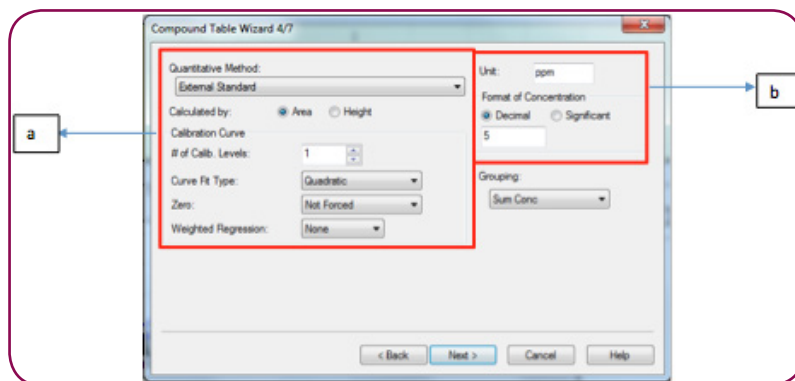 Compound Table Wizard 4/7
Quantitative Method:
External Standard
Calculated by: Area Height
Calibration Curve
# of Calib. Levels: 1
Curve Fit Type: Quadratic
Zero: Not Forced
Weighted Regression: None
Unit: ppm
Format of Concentration
Decimal Significant
5
Grouping:
Sum Conc
a
b
< Back Next > Cancel Help